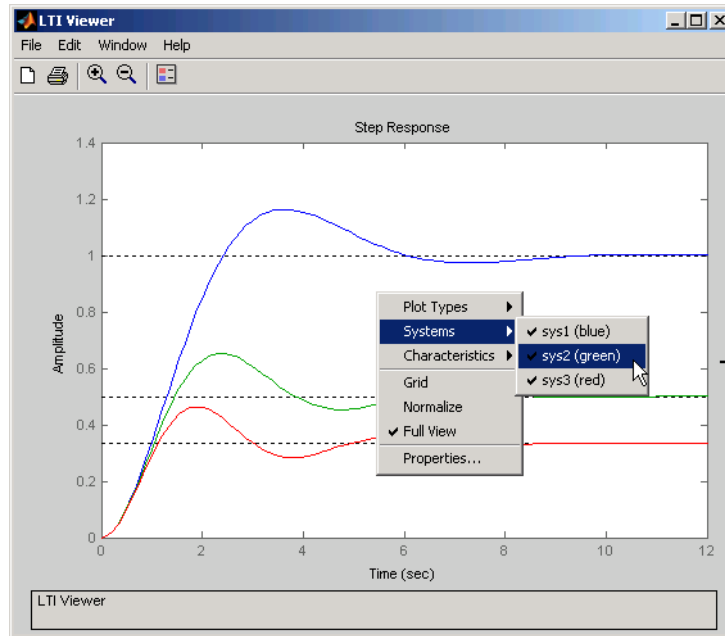 LTI Viewer
File Edit Window Help
Step Response
1.4
1.2
1
0.8
0.6
0.4
0.2
0
Amplitude
Plot Types
Systems
Characteristics
Grid
Normalize
Full View
Properties...
sys1 (blue)
sys2 (green)
sys3 (red)
0 2 4 6 8 10 12
Time (sec)
LTI Viewer